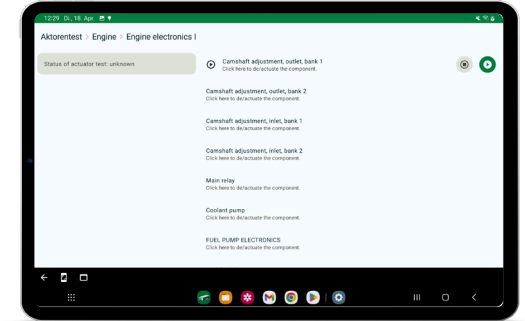 12:29 Di., 18. Apr.
Aktorentest > Engine > Engine electronics I
Status of actuator test: unknown
Camshaft adjustment, outlet, bank 1
Click here to de/actuate the component.
Camshaft adjustment, outlet, bank 2
Click here to de/actuate the component.
Camshaft adjustment, inlet, bank 1
Click here to de/actuate the component.
Camshaft adjustment, inlet, bank 2
Click here to de/actuate the component.
Main relay
Click here to de/actuate the component.
Coolant pump
Click here to de/actuate the component.
FUEL PUMP ELECTRONICS
Click here to de/actuate the component.